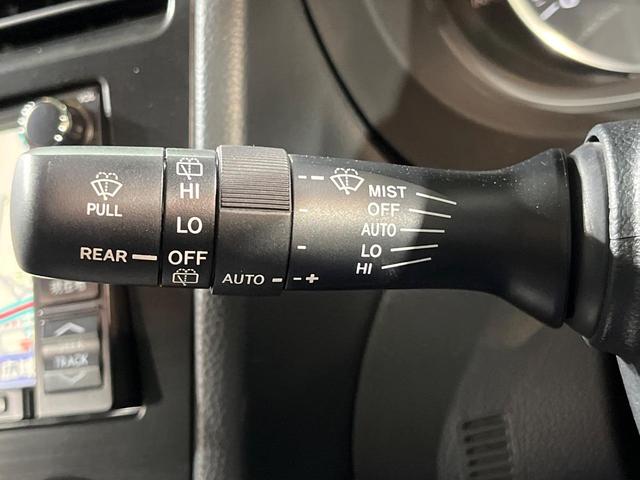 PULL
REAR
HI
LO
OFF
AUTO
- +
MIST
OFF
AUTO
LO
HI
TRACK